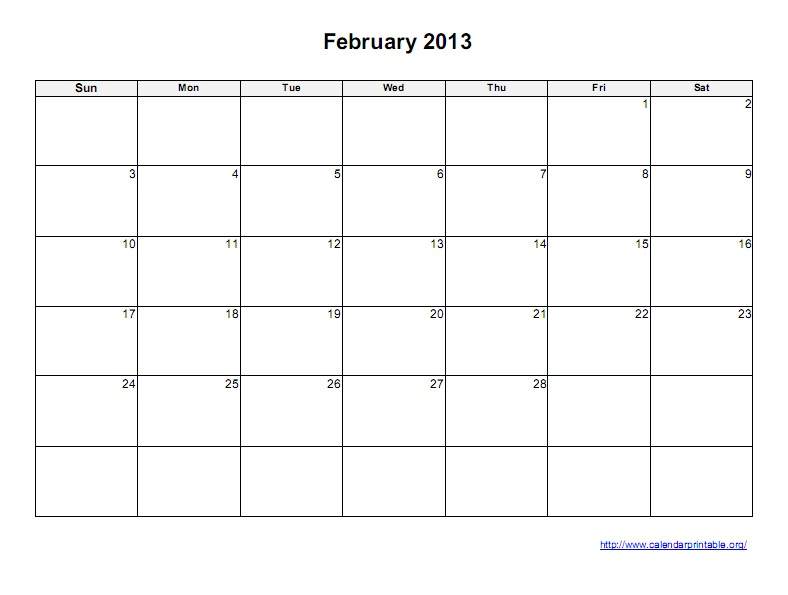 February 2013
Sun Mon Tue Wed Thu Fri Sat
1 2
3 4 5 6 7 8 9
10 11 12 13 14 15 16
17 18 19 20 21 22 23
24 25 26 27 28
http://www.calendarprintable.org/